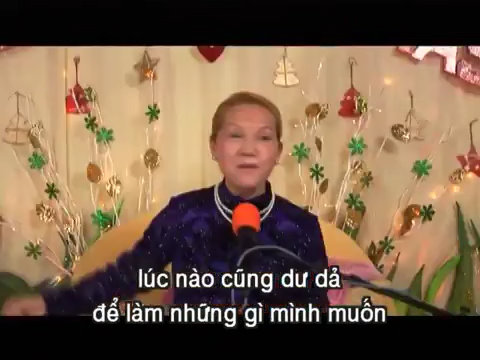 lúc nào cũng dư dả
để làm những gì mình muốn